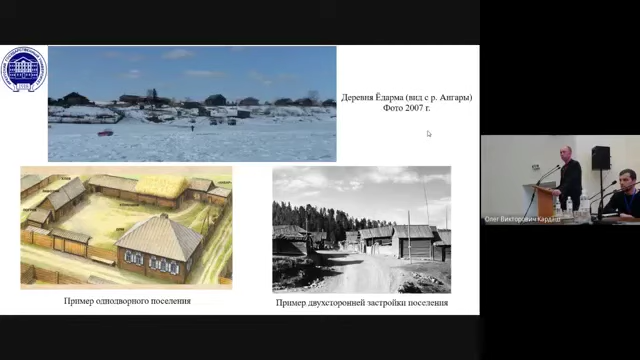 Деревня Ёдарма (вид с р. Ангары)
Фото 2007 г.
Пример однодворного поселения
Пример двухсторонней застройки поселения
Олег Викторович Кардаш